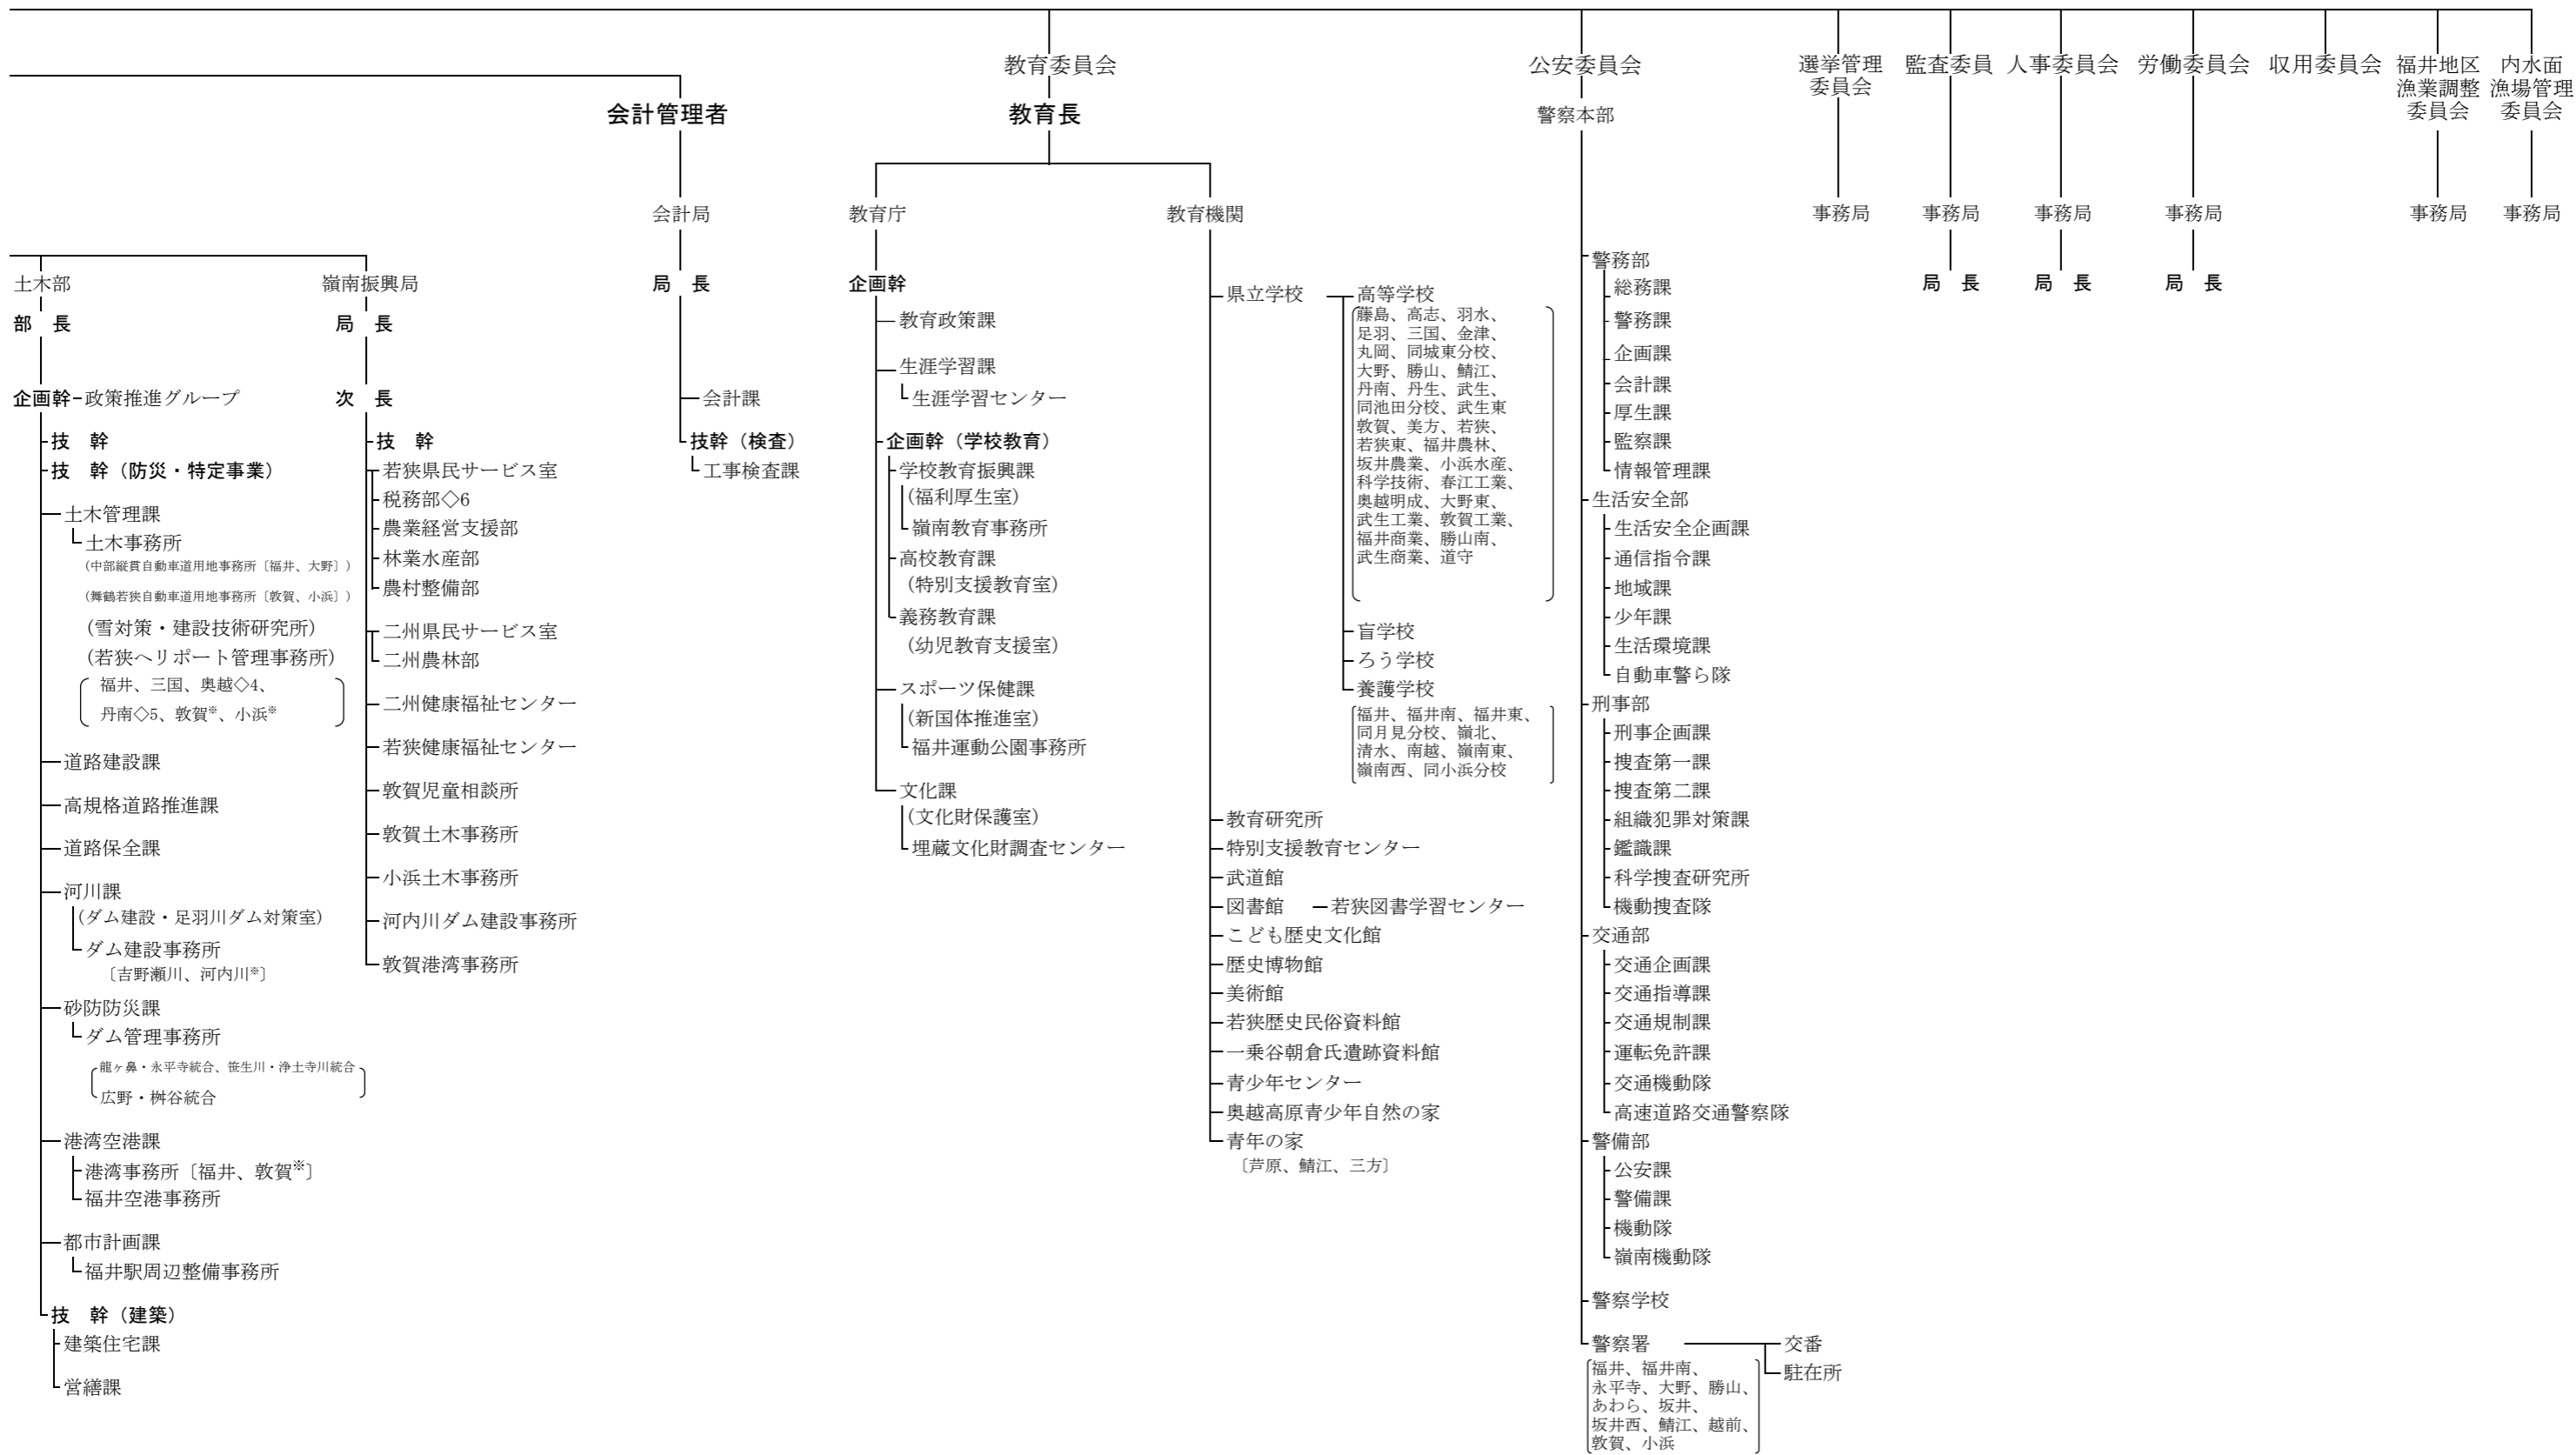 教育委員会
公安委員会
選挙管理
委員会
監査委員
人事委員会
労働委員会
収用委員会
福井地区
漁業調整
委員会
内水面
漁場管理
委員会
会計管理者
教育長
警察本部
会計局
教育庁
教育機関
事務局
事務局
事務局
事務局
事務局
事務局
局　長
局　長
局　長
土木部
部　長
企画幹
政策推進グループ
技　幹
技　幹（防災・特定事業）
土木管理課
土木事務所
（中部縦貫自動車道用地事務所〔福井、大野〕）
（舞鶴若狭自動車道用地事務所〔敦賀、小浜〕）
（雪対策・建設技術研究所）
（若狭ヘリポート管理事務所）
福井、三国、奥越◇4、
丹南◇5、敦賀※、小浜※
道路建設課
高規格道路推進課
道路保全課
河川課
（ダム建設・足羽川ダム対策室）
ダム建設事務所
〔吉野瀬川、河内川※〕
砂防防災課
ダム管理事務所
龍ヶ鼻・永平寺統合、笹生川・浄土寺川統合
広野・桝谷統合
港湾空港課
港湾事務所〔福井、敦賀※〕
福井空港事務所
都市計画課
福井駅周辺整備事務所
技　幹（建築）
建築住宅課
営繕課
嶺南振興局
局　長
次　長
技　幹
若狭県民サービス室
税務部◇6
農業経営支援部
林業水産部
農村整備部
二州県民サービス室
二州農林部
二州健康福祉センター
若狭健康福祉センター
敦賀児童相談所
敦賀土木事務所
小浜土木事務所
河内川ダム建設事務所
敦賀港湾事務所
局　長
会計課
技幹（検査）
工事検査課
企画幹
教育政策課
生涯学習課
生涯学習センター
企画幹（学校教育）
学校教育振興課
（福利厚生室）
嶺南教育事務所
高校教育課
（特別支援教育室）
義務教育課
（幼児教育支援室）
スポーツ保健課
（新国体推進室）
福井運動公園事務所
文化課
（文化財保護室）
埋蔵文化財調査センター
県立学校
高等学校
藤島、高志、羽水、
足羽、三国、金津、
丸岡、同城東分校、
大野、勝山、鯖江、
丹南、丹生、武生、
同池田分校、武生東
敦賀、美方、若狭、
若狭東、福井農林、
坂井農業、小浜水産、
科学技術、春江工業、
奥越明成、大野東、
武生工業、敦賀工業、
福井商業、勝山南、
武生商業、道守
盲学校
ろう学校
養護学校
福井、福井南、福井東、
同月見分校、嶺北、
清水、南越、嶺南東、
嶺南西、同小浜分校
教育研究所
特別支援教育センター
武道館
図書館
若狭図書学習センター
こども歴史文化館
歴史博物館
美術館
若狭歴史民俗資料館
一乗谷朝倉氏遺跡資料館
青少年センター
奥越高原青少年自然の家
青年の家
〔芦原、鯖江、三方〕
警務部
総務課
警務課
企画課
会計課
厚生課
監察課
情報管理課
生活安全部
生活安全企画課
通信指令課
地域課
少年課
生活環境課
自動車警ら隊
刑事部
刑事企画課
捜査第一課
捜査第二課
組織犯罪対策課
鑑識課
科学捜査研究所
機動捜査隊
交通部
交通企画課
交通指導課
交通規制課
運転免許課
交通機動隊
高速道路交通警察隊
警備部
公安課
警備課
機動隊
嶺南機動隊
警察学校
警察署
交番
駐在所
福井、福井南、
永平寺、大野、勝山、
あわら、坂井、
坂井西、鯖江、越前、
敦賀、小浜